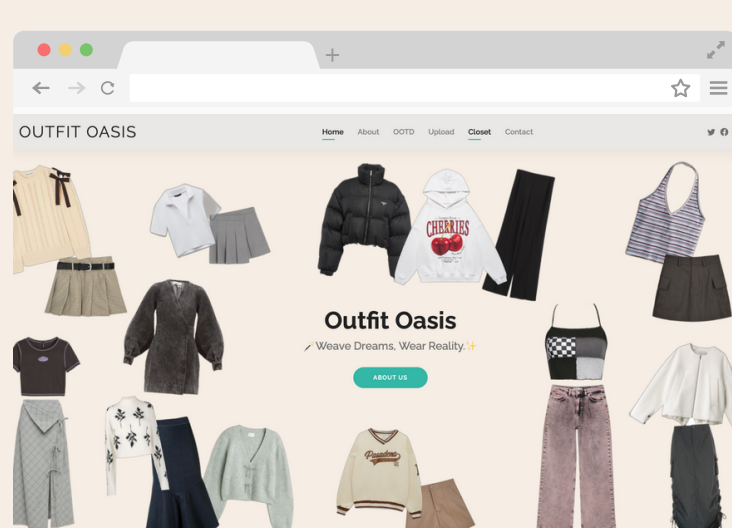 OUTFIT OASIS
Home About OOTD Upload Closet Contact
CHERRIES
Outfit Oasis
Weave Dreams, Wear Reality.
ABOUT US
Pasadena